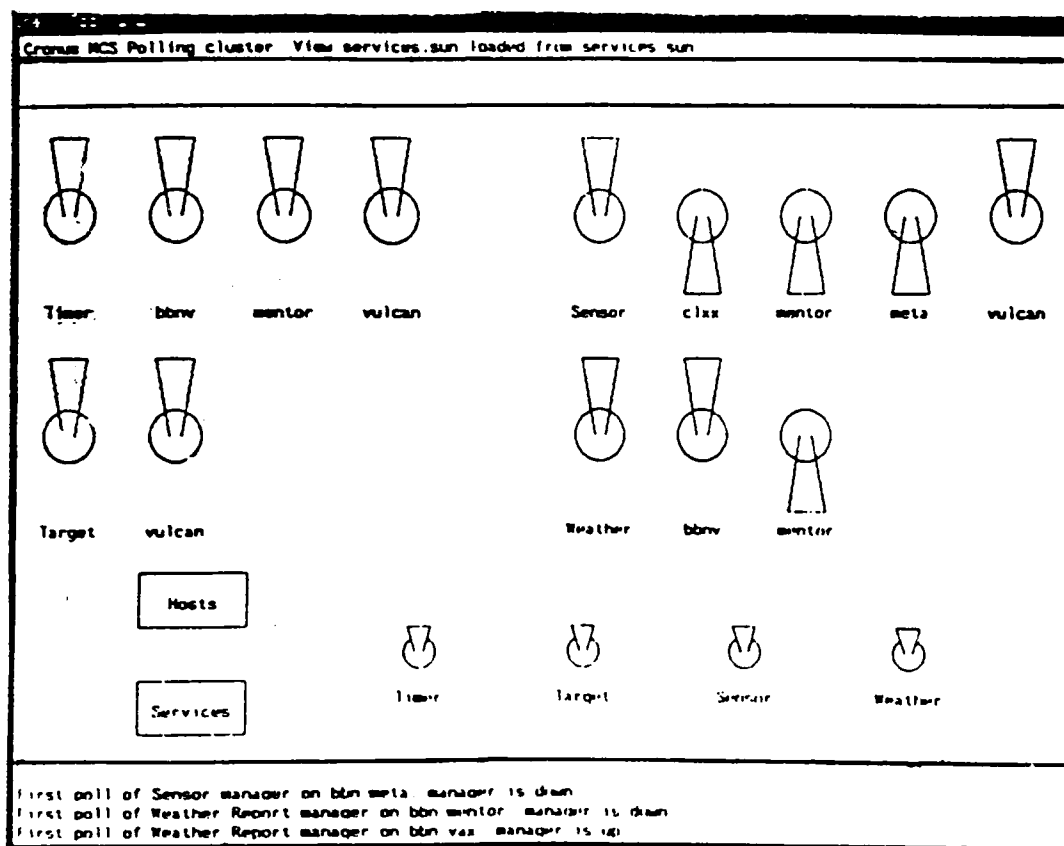 Cronus MCS Polling cluster View services.sun loaded from services sun
Timer bbnv mentor vulcan Sensor clxx mentor meta vulcan
Target vulcan Weather bbnv mentor
Hosts
Timer Target Sensor Weather
Services
First poll of Sensor manager on bbn meta manager is down
First poll of Weather Report manager on bbn mentor manager is down
First poll of Weather Report manager on bbn vax manager is up